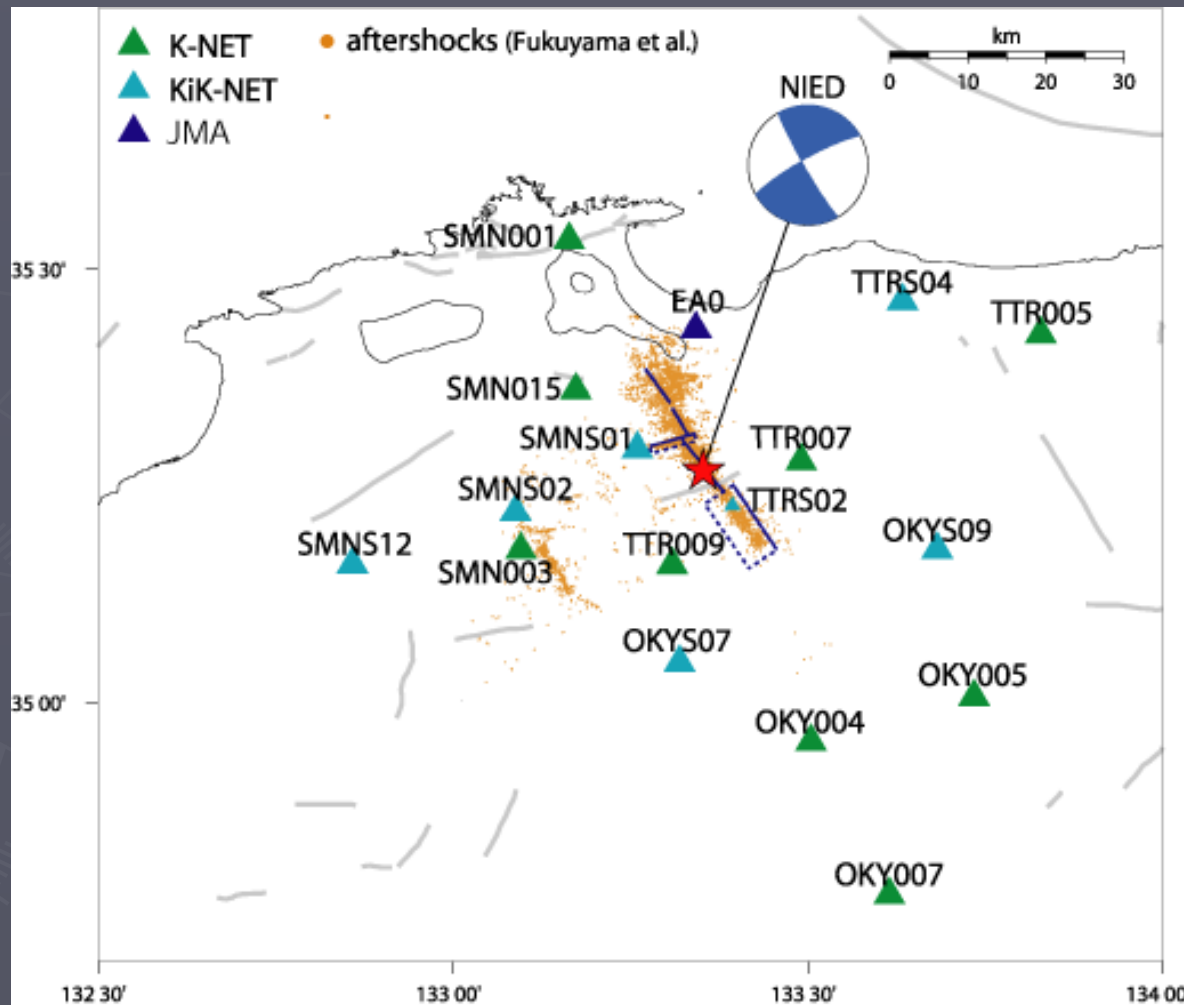 K-NET
aftershocks (Fukuyama et al.)
km
KiK-NET
0 10 20 30
NIED
JMA
SMN001
35 30'
TTRS04
EA0
TTR005
SMN015
SMNS01
TTR007
SMNS02
TTRS02
SMNS12
TTR009
OKYS09
SMN003
OKYS07
OKY005
35 00'
OKY004
OKY007
132 30'
133 00'
133 30'
134 00'